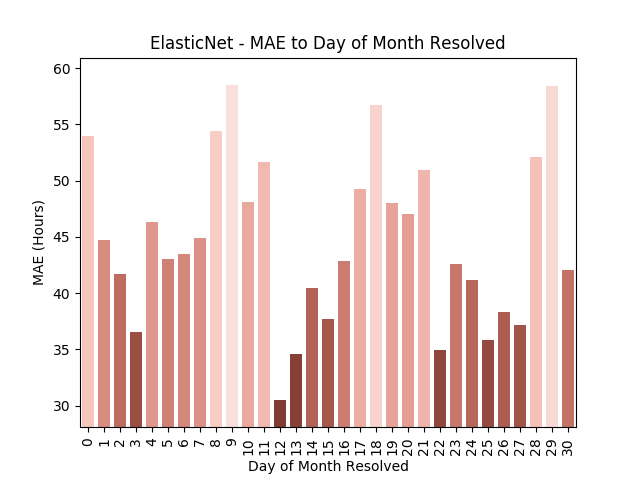 ElasticNet - MAE to Day of Month Resolved
60
55
50
45
40
35
30
MAE (Hours)
0 1 2 3 4 5 6 7 8 9 10 11 12 13 14 15 16 17 18 19 20 21 22 23 24 25 26 27 28 29 30
Day of Month Resolved